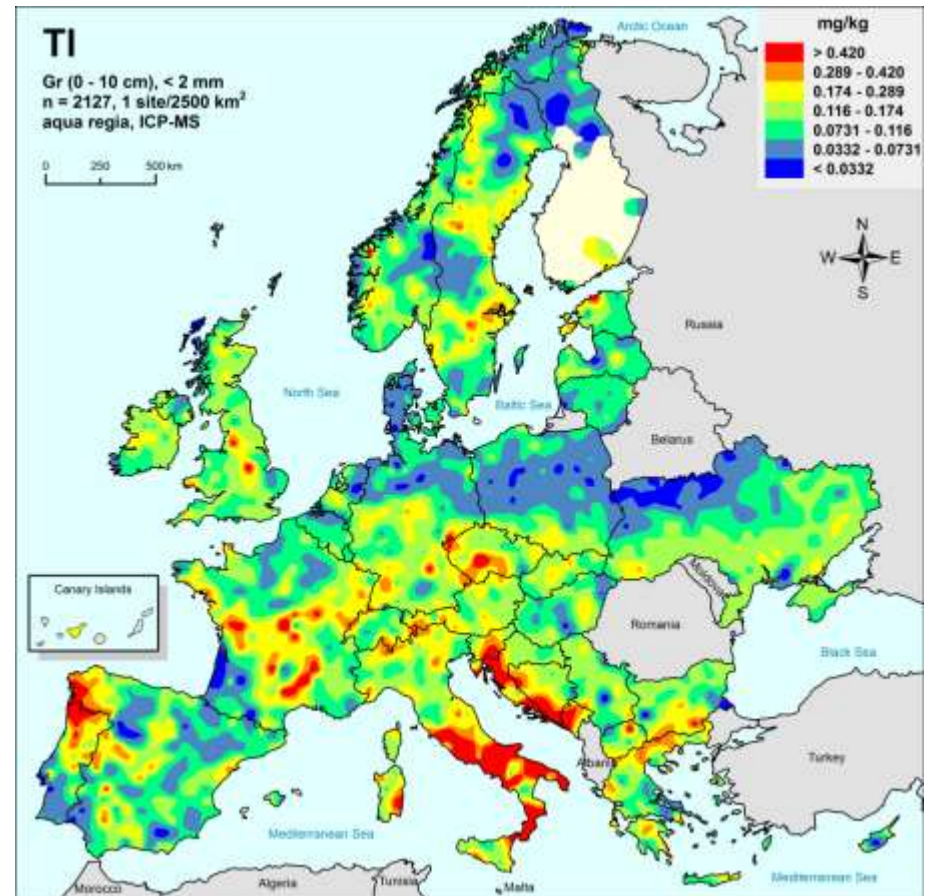 Tl
Gr (0 - 10 cm), < 2 mm
n = 2127, 1 site/2500 km²
aqua regia, ICP-MS
0 250 500 km
mg/kg
> 0.420
0.289 - 0.420
0.174 - 0.289
0.116 - 0.174
0.0731 - 0.116
0.0332 - 0.0731
< 0.0332
Arctic Ocean
N
W E
S
Russia
North Sea
Baltic Sea
Belarus
Canary Islands
Moldova
Romania
Black Sea
Albania
Turkey
Mediterranean Sea
Mediterranean Sea
Morocco
Algeria
Tunisia
Malta